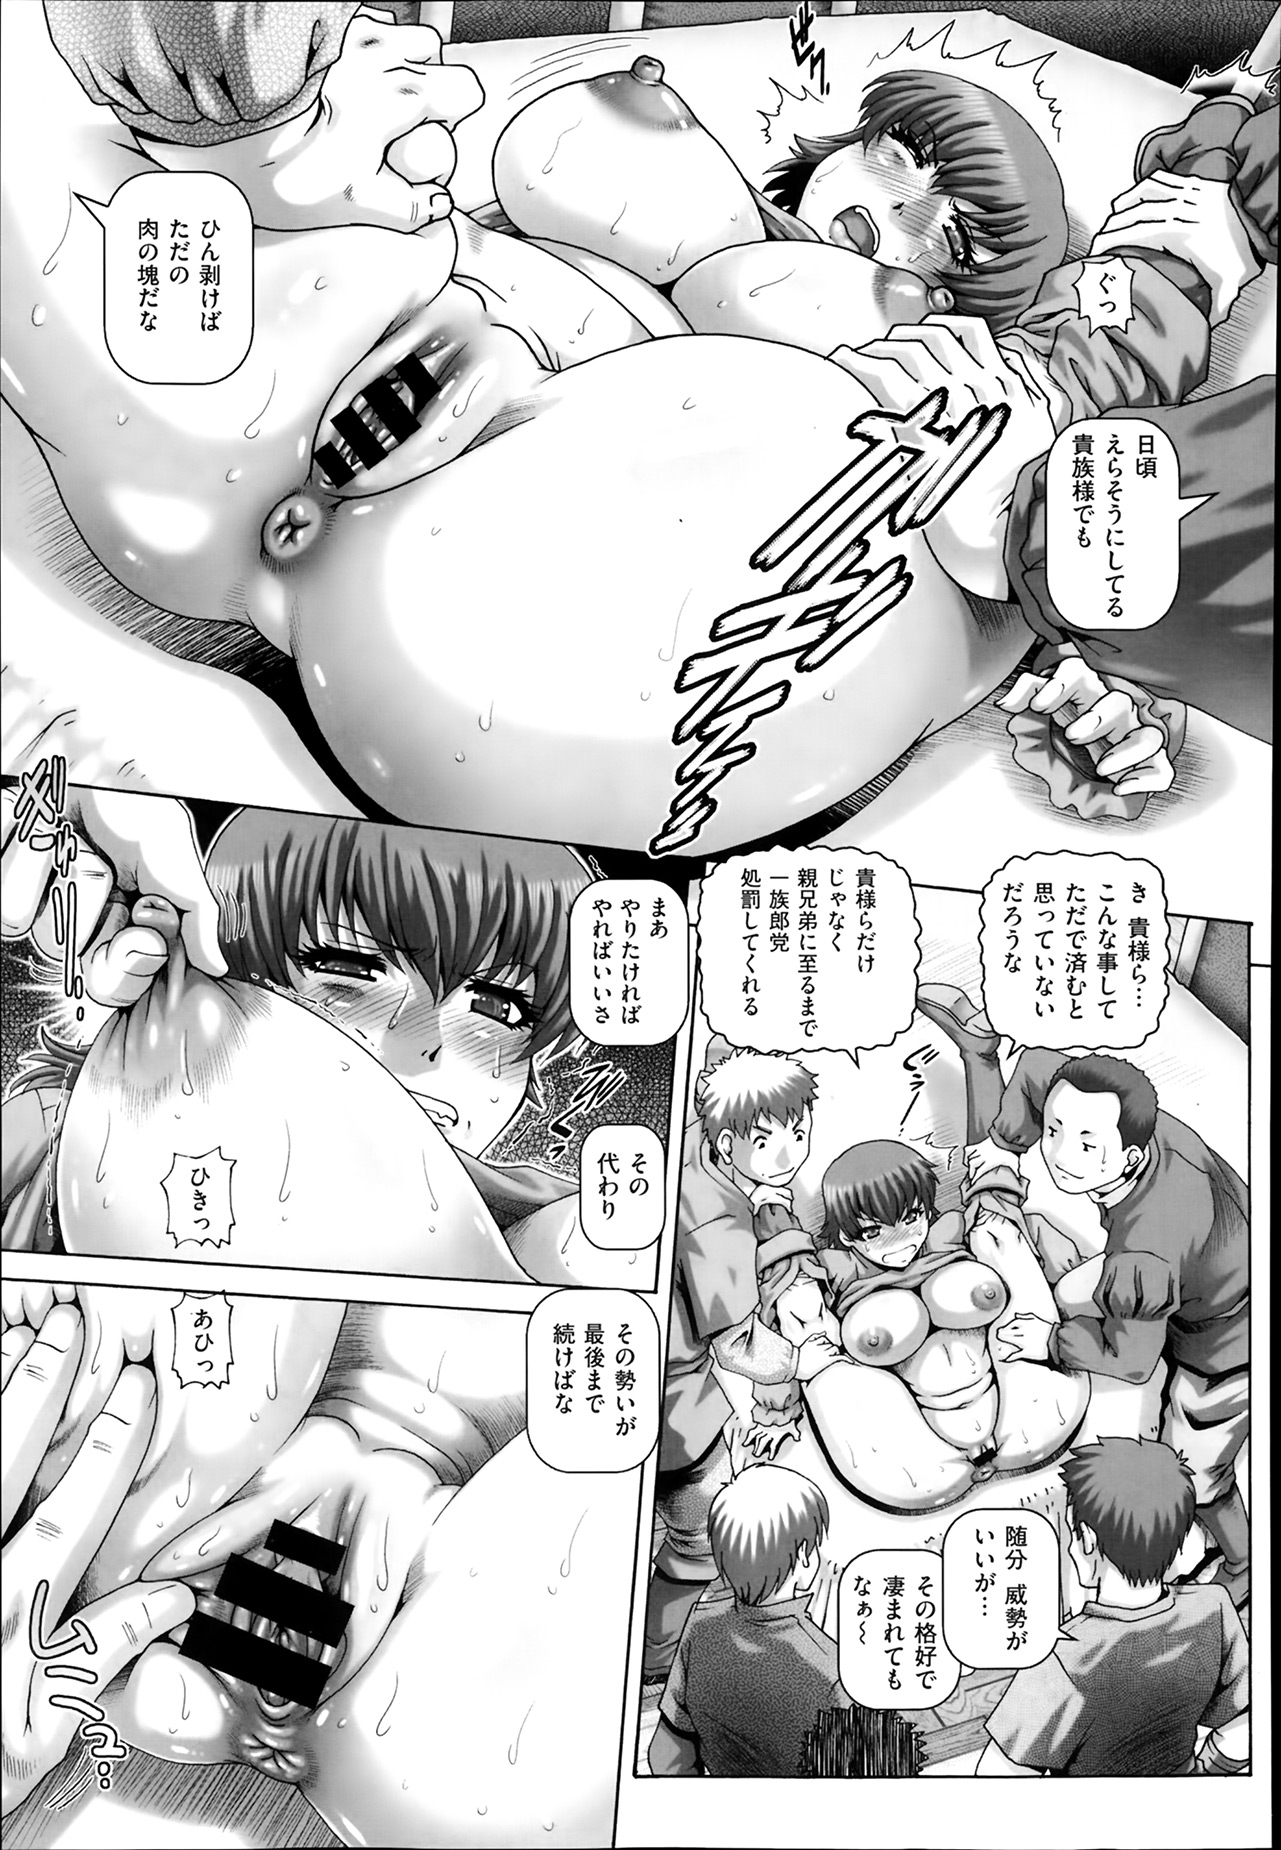 日頃
えらそうにしてる
貴族様でも
ぐっ
ひん剥けば
ただの
肉の塊だな
き 貴様ら…
こんな事して
ただで済むと
思っていない
だろうな
貴様らだけ
じゃなく
親兄弟に至るまで
一族郎党
処罰してくれる
随分 威勢が
いいが…
その格好で
凄まれても
なぁ〜
まあ
やりたければ
やればいいさ
その
代わり
ひきっ
その勢いが
最後まで
続けばな
あひっ
ムニュ…